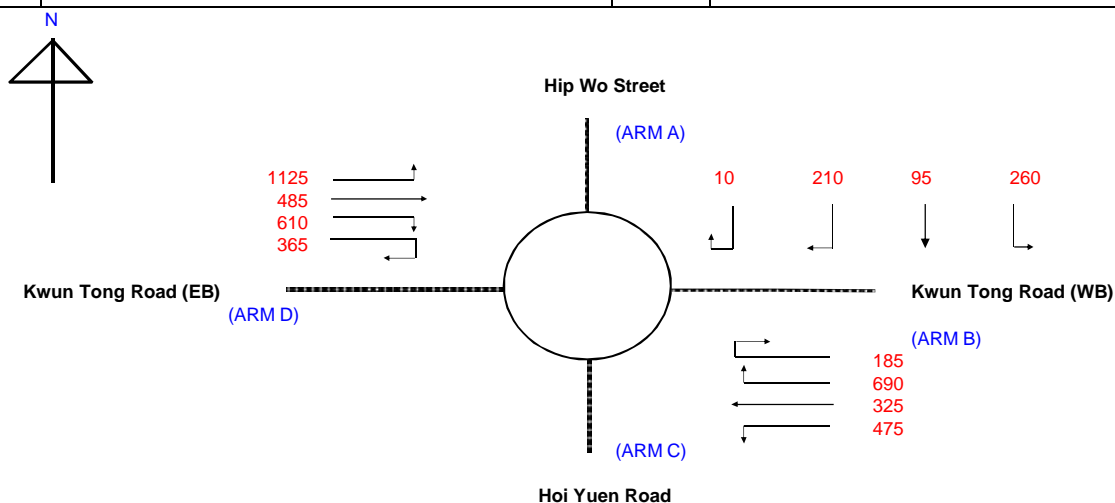 N
Hip Wo Street
(ARM A)
1125
485
610
365
10 210 95 260
Kwun Tong Road (EB)
(ARM D)
Kwun Tong Road (WB)
(ARM B)
185
690
325
475
(ARM C)
Hoi Yuen Road